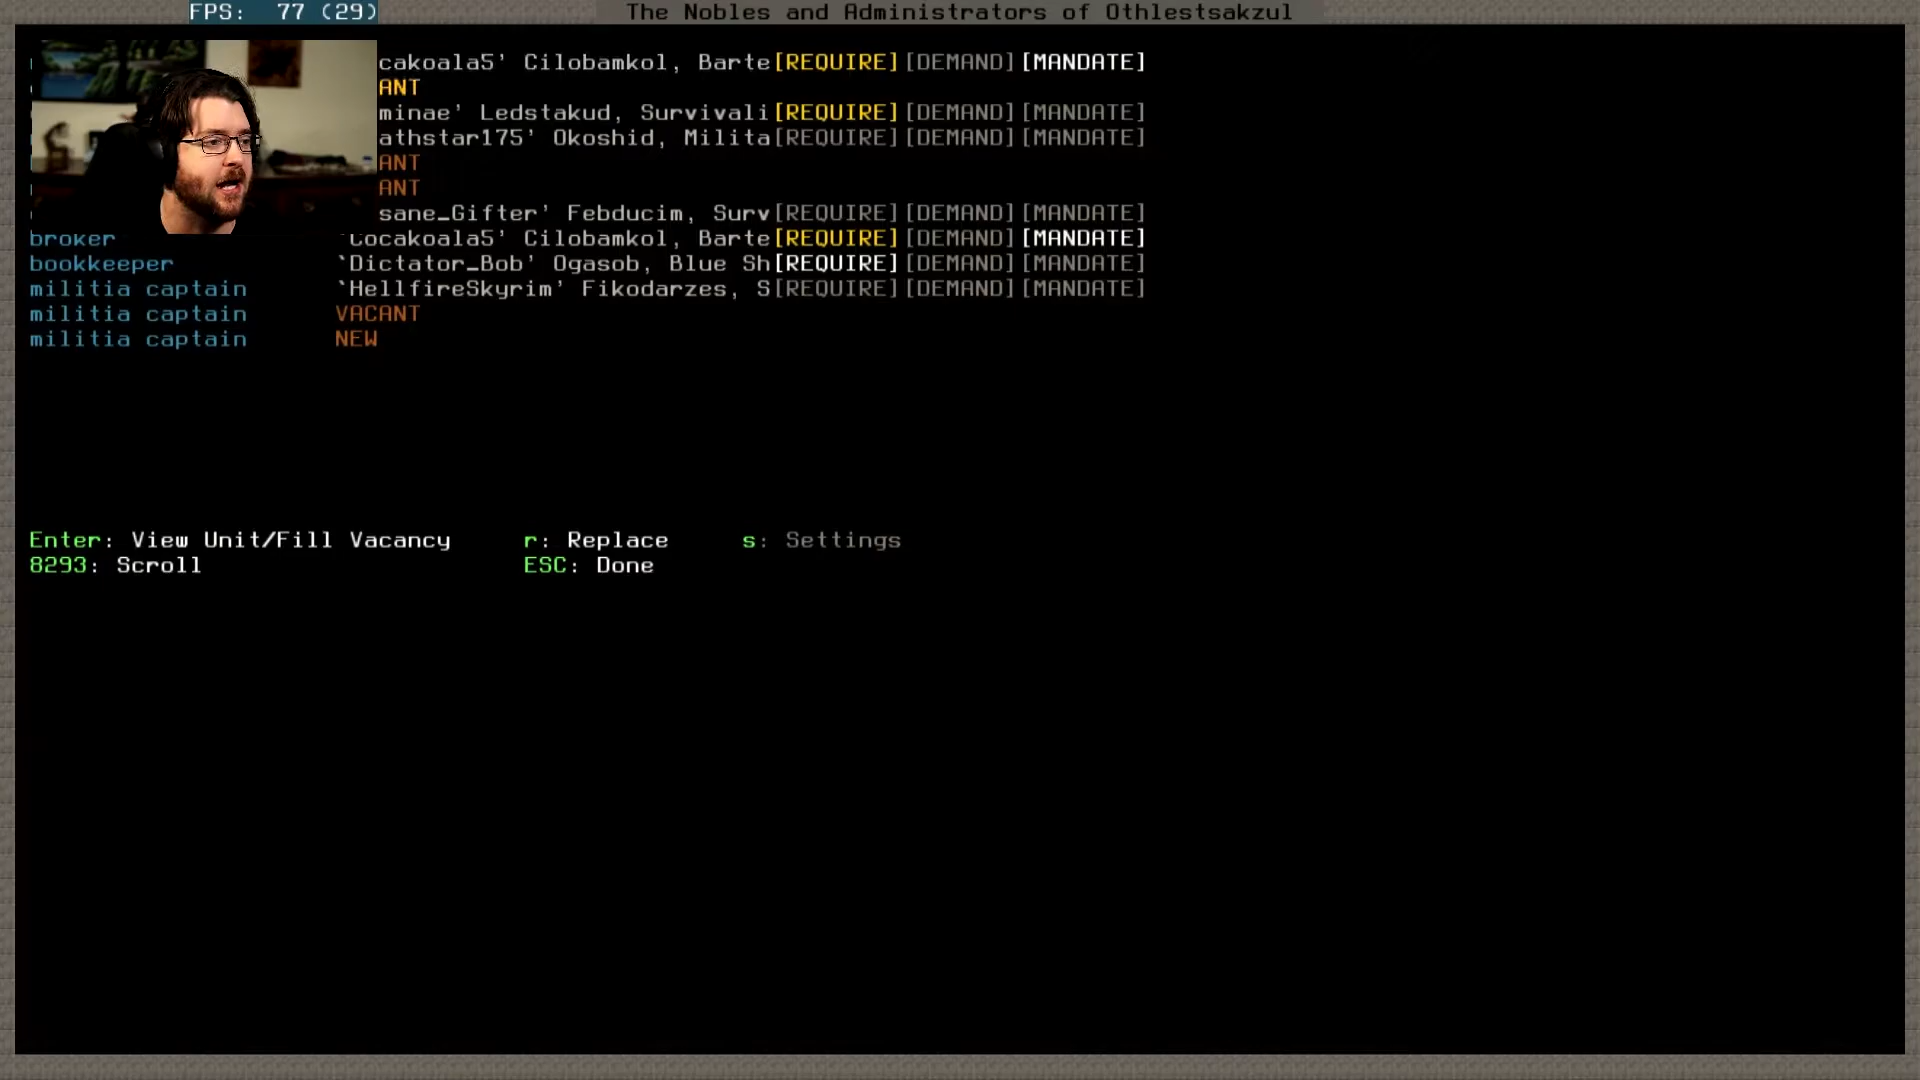 FPS: 77 (29)
The Nobles and Administrators of Othlestsakzul
cakoala5' Cilobamkol, Barte[REQUIRE][DEMAND][MANDATE]
ANT
minae' Ledstakud, Survivali[REQUIRE][DEMAND][MANDATE]
athstar175' Okoshid, Milita[REQUIRE][DEMAND][MANDATE]
ANT
ANT
sane_Gifter' Febducim, Surv[REQUIRE][DEMAND][MANDATE]
broker `Cocakoala5' Cilobamkol, Barte[REQUIRE][DEMAND][MANDATE]
bookkeeper `Dictator_Bob' Ogasob, Blue Sh[REQUIRE][DEMAND][MANDATE]
militia captain `HellfireSkyrim' Fikodarzes, S[REQUIRE][DEMAND][MANDATE]
militia captain VACANT
militia captain NEW
Enter: View Unit/Fill Vacancy r: Replace s: Settings
8293: Scroll ESC: Done